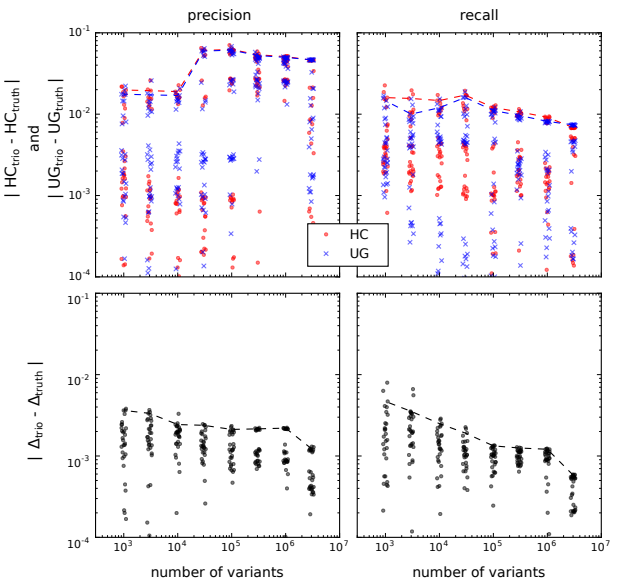 precision
recall
| HC_trio - HC_truth |
and
| UG_trio - UG_truth |
10^-1
10^-2
10^-3
10^-4
HC
UG
| Δ_trio - Δ_truth |
10^-1
10^-2
10^-3
10^-4
10^3 10^4 10^5 10^6 10^7
10^3 10^4 10^5 10^6 10^7
number of variants
number of variants